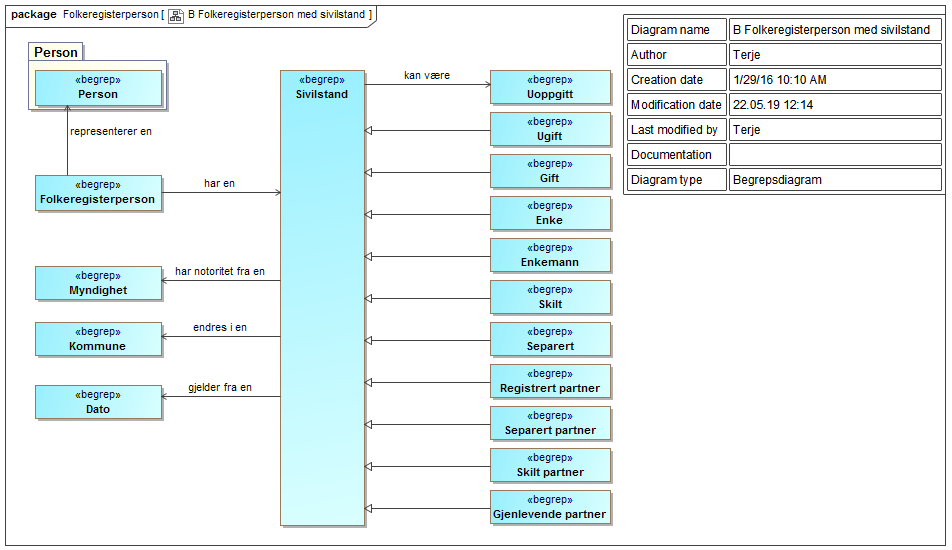 package Folkeregisterperson [ B Folkeregisterperson med sivilstand ]
Person
«begrep»
Person
representerer en
«begrep»
Folkeregisterperson
har en
«begrep»
Myndighet
har notoritet fra en
«begrep»
Kommune
endres i en
«begrep»
Dato
gjelder fra en
«begrep»
Sivilstand
kan være
«begrep»
Uoppgitt
«begrep»
Ugift
«begrep»
Gift
«begrep»
Enke
«begrep»
Enkemann
«begrep»
Skilt
«begrep»
Separert
«begrep»
Registrert partner
«begrep»
Separert partner
«begrep»
Skilt partner
«begrep»
Gjenlevende partner
Diagram name B Folkeregisterperson med sivilstand
Author Terje
Creation date 1/29/16 10:10 AM
Modification date 22.05.19 12:14
Last modified by Terje
Documentation
Diagram type Begrepsdiagram